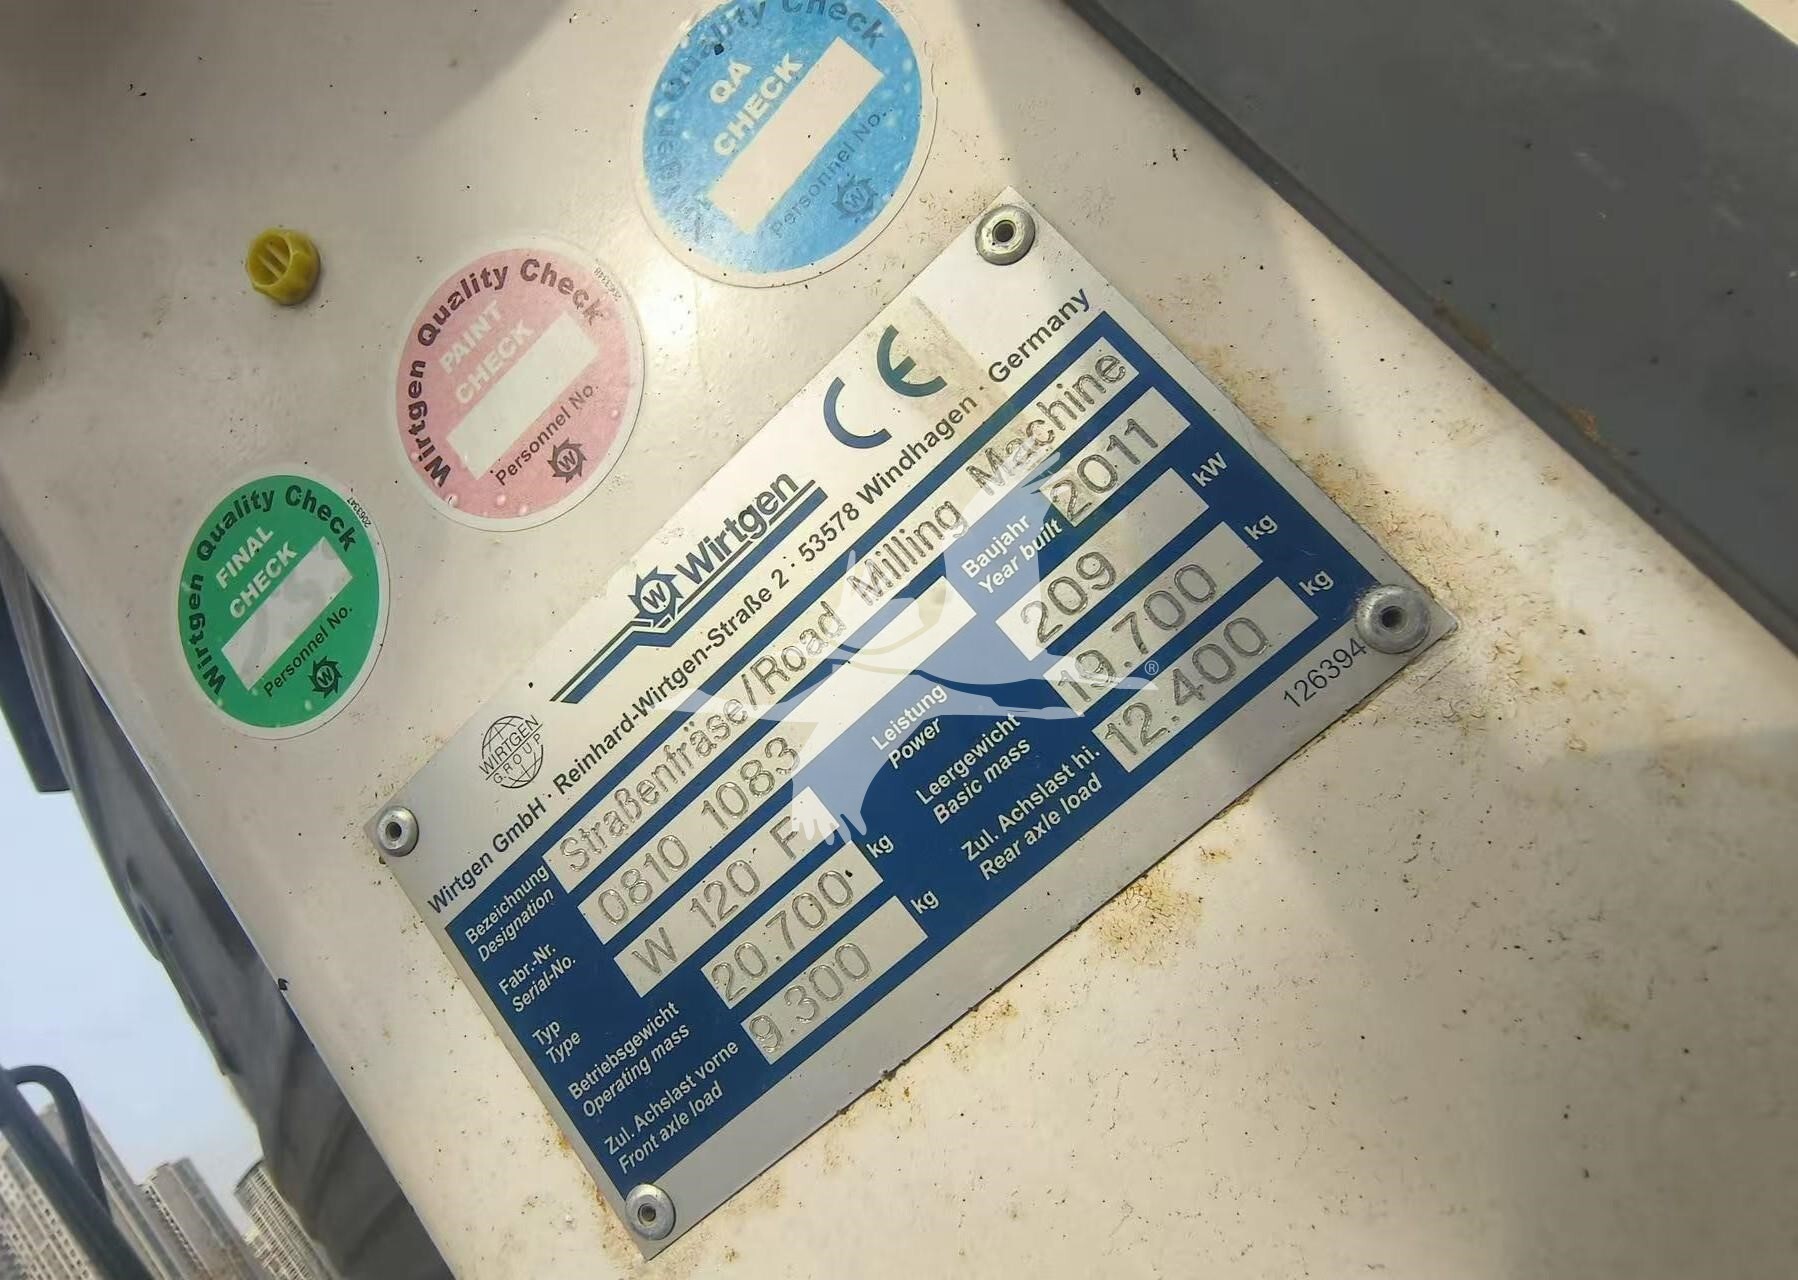 Wirtgen Quality Check
QA
CHECK
Personnel No.
W
Wirtgen Quality Check
2063348
PAINT
CHECK
Personnel No.
W
Wirtgen Quality Check
2063347
FINAL
CHECK
Personnel No.
W
CE
W Wirtgen
WIRTGEN
GROUP
Wirtgen GmbH · Reinhard-Wirtgen-Straße 2 · 53578 Windhagen · Germany
Bezeichnung
Designation
Straßenfräse/Road Milling Machine
Fabr.-Nr.
Serial-No.
0810 1083
Baujahr
Year built
2011
Typ
Type
W 120 F
Leistung
Power
209 kW
Betriebsgewicht
Operating mass
20.700 kg
Leergewicht
Basic mass
19.700 kg
Zul. Achslast vorne
Front axle load
9.300 kg
Zul. Achslast hi.
Rear axle load
12.400 kg
126394
®